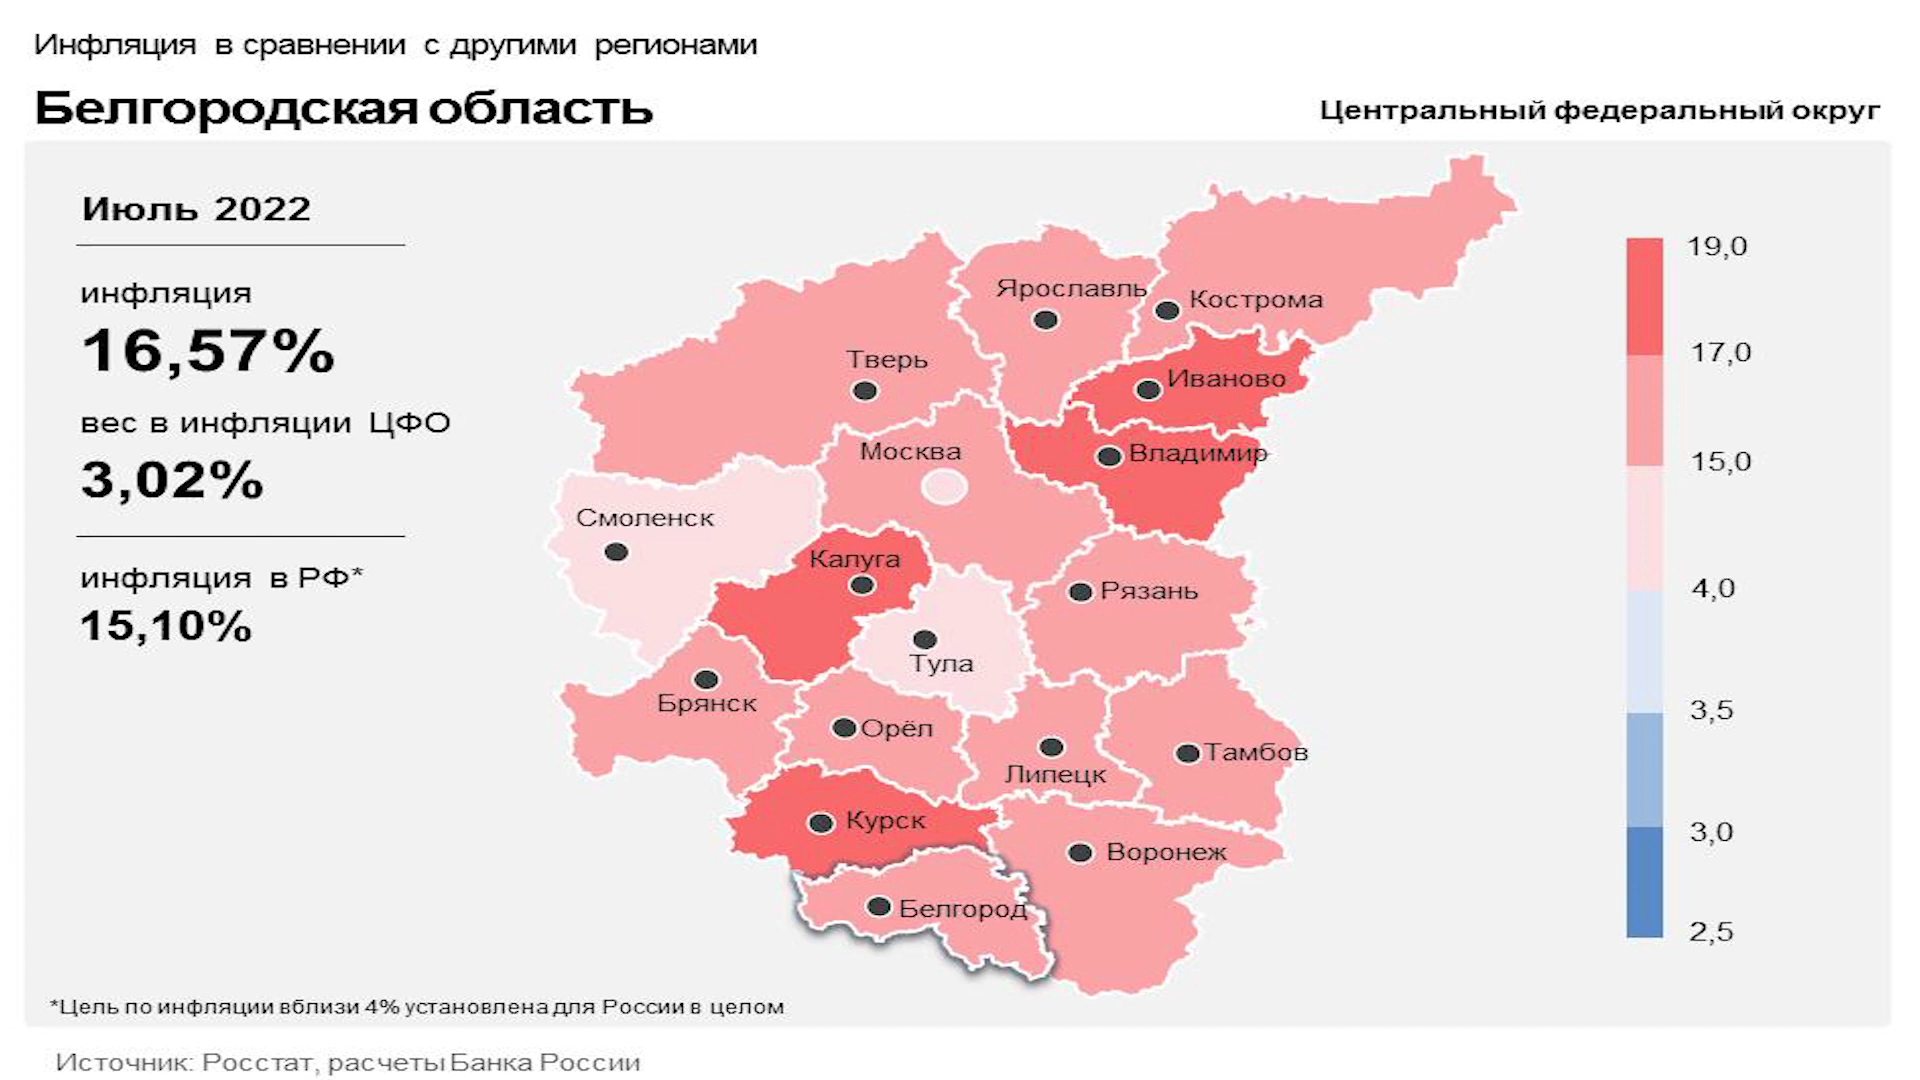 Инфляция в сравнении с другими регионами
Белгородская область
Центральный федеральный округ
Июль 2022
инфляция
16,57%
вес в инфляции ЦФО
3,02%
инфляция в РФ*
15,10%
Ярославль
Кострома
Тверь
Иваново
Москва
Владимир
Смоленск
Калуга
Рязань
Тула
Брянск
Орёл
Липецк
Тамбов
Курск
Воронеж
Белгород
19,0
17,0
15,0
4,0
3,5
3,0
2,5
*Цель по инфляции вблизи 4% установлена для России в целом
Источник: Росстат, расчеты Банка России